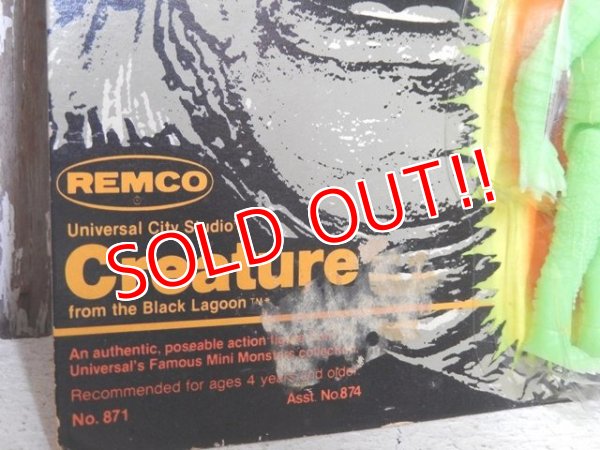 REMCO
Universal City Studio
Creature
from the Black Lagoon TM*
SOLD OUT!!
An authentic, poseable action
Universal's Famous Mini Monsters
Recommended for ages 4 years and older.
Asst. No.874
No. 871